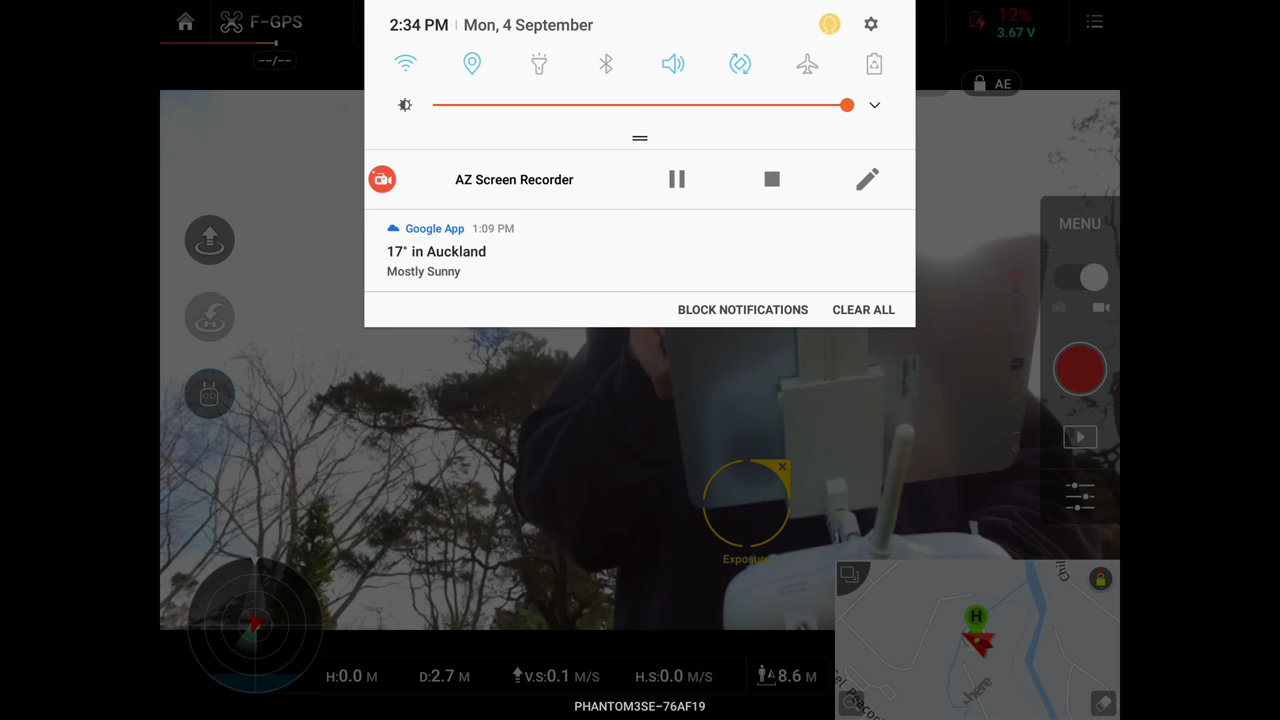 F-GPS
--/--
2:34 PM Mon, 4 September
12%
3.67 V
AE
AZ Screen Recorder
Google App 1:09 PM
17° in Auckland
Mostly Sunny
BLOCK NOTIFICATIONS CLEAR ALL
MENU
Exposure
H
H:0.0 M D:2.7 M V.S:0.1 M/S H.S:0.0 M/S 8.6 M
PHANTOM3SE-76AF19